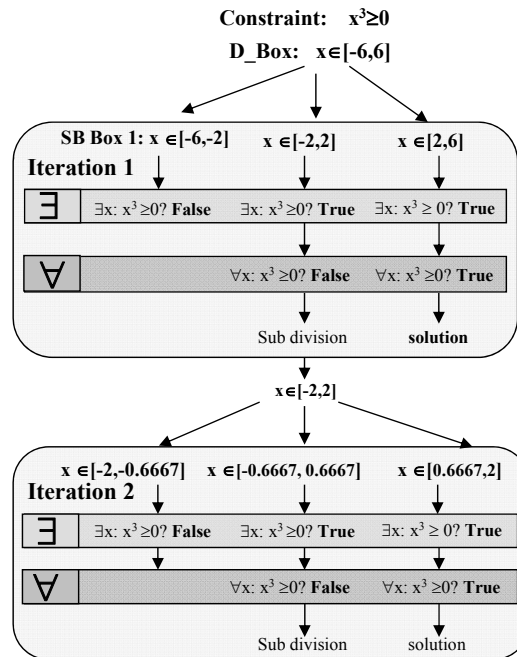 Constraint: x³≥0
D_Box: x∈[-6,6]
SB Box 1: x ∈[-6,-2] x∈[-2,2] x∈[2,6]
Iteration 1
∃ ∃x: x³ ≥0? False ∃x: x³ ≥0? True ∃x: x³ ≥ 0? True
∀ ∀x: x³ ≥0? False ∀x: x³ ≥0? True
Sub division solution
x∈[-2,2]
x∈[-2,-0.6667] x∈[-0.6667, 0.6667] x∈[0.6667,2]
Iteration 2
∃ ∃x: x³ ≥0? False ∃x: x³ ≥0? True ∃x: x³ ≥ 0? True
∀ ∀x: x³ ≥0? False ∀x: x³ ≥0? True
Sub division solution